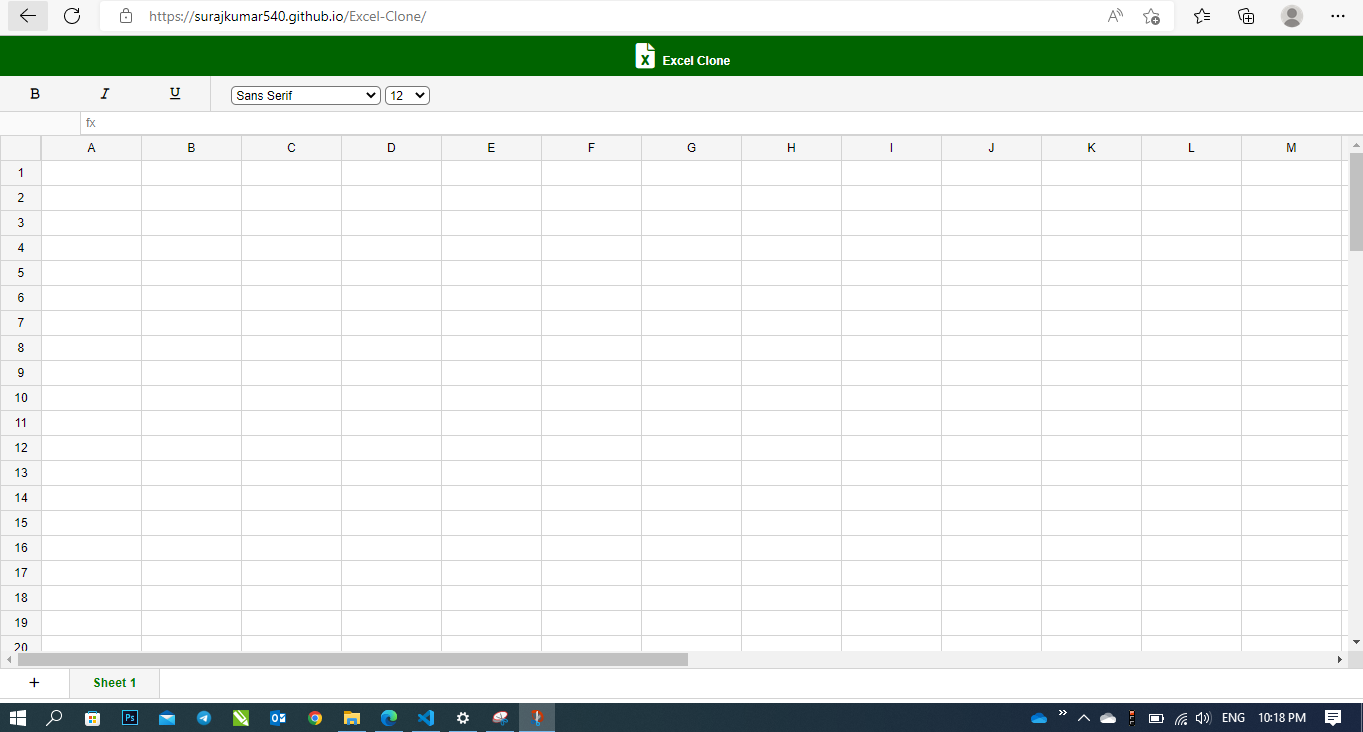 https://surajkumar540.github.io/Excel-Clone/
X Excel Clone
B I U Sans Serif 12
fx
A B C D E F G H I J K L M
1
2
3
4
5
6
7
8
9
10
11
12
13
14
15
16
17
18
19
20
+ Sheet 1
Ps ENG 10:18 PM